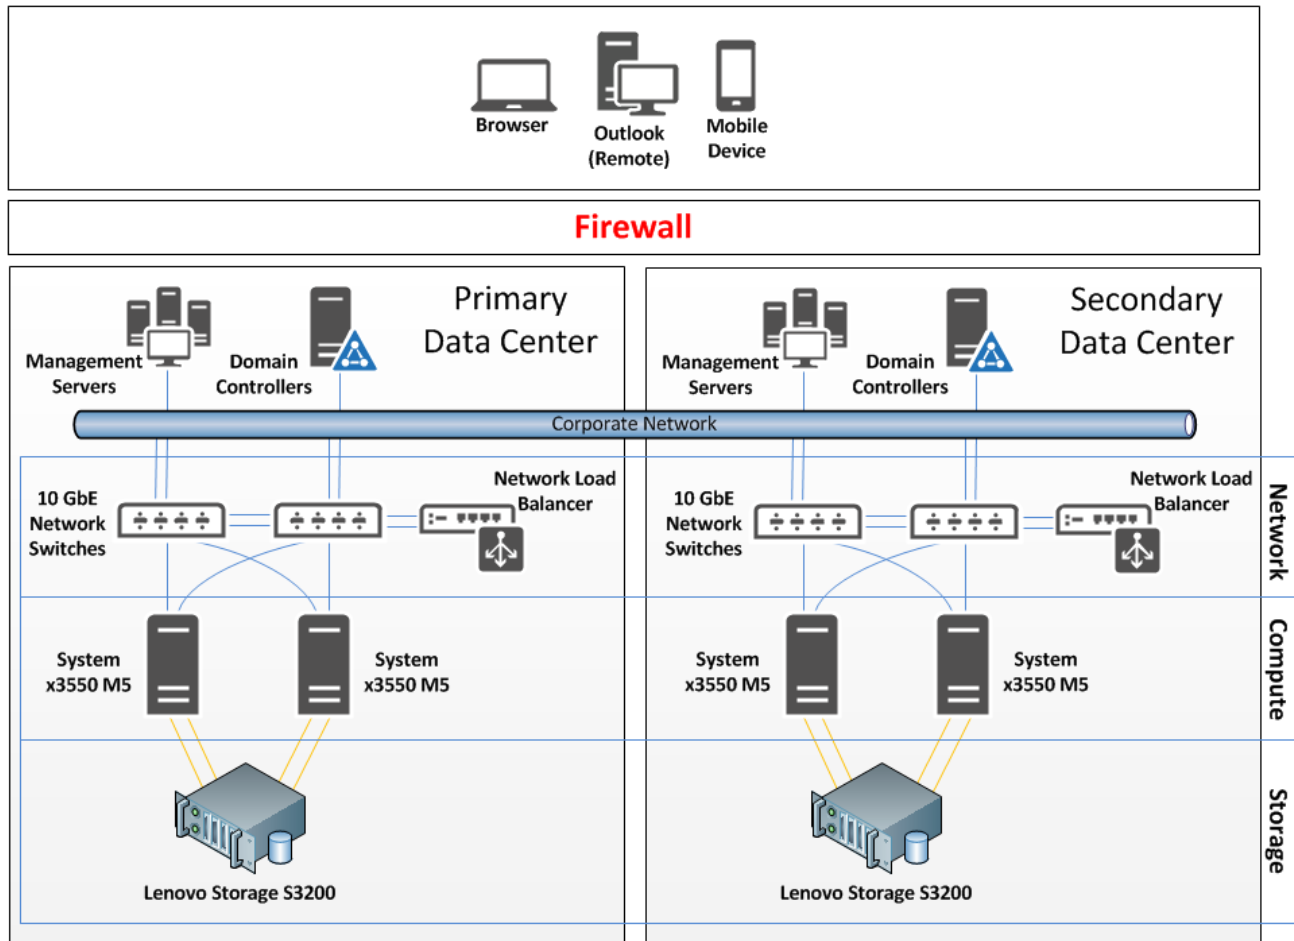 Browser
Outlook
(Remote)
Mobile
Device
Firewall
Primary
Data Center
Management
Servers
Domain
Controllers
Secondary
Data Center
Management
Servers
Domain
Controllers
Corporate Network
10 GbE
Network
Switches
Network Load
Balancer
10 GbE
Network
Switches
Network Load
Balancer
Network
System
x3550 M5
System
x3550 M5
System
x3550 M5
System
x3550 M5
Compute
Lenovo Storage S3200
Lenovo Storage S3200
Storage